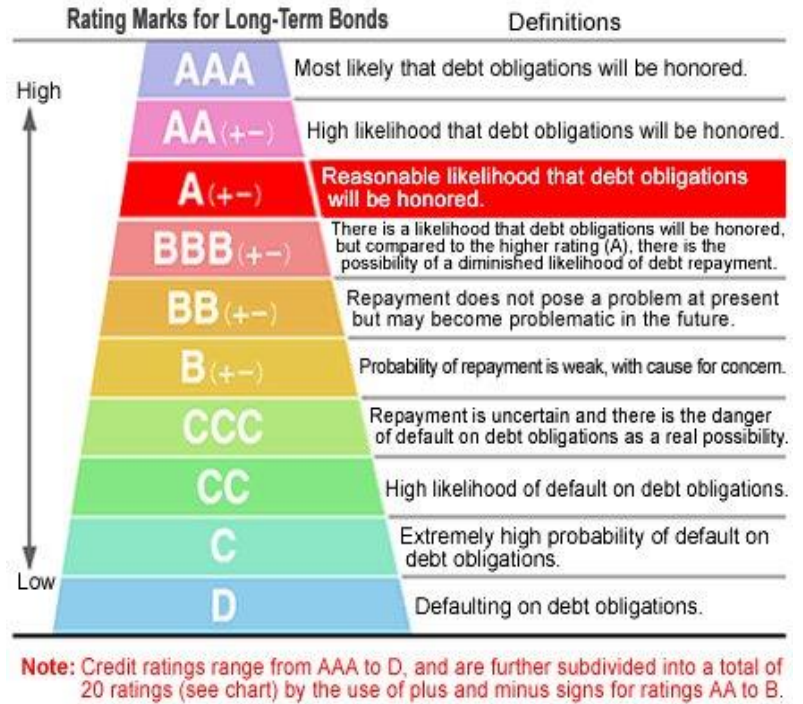 Rating Marks for Long-Term Bonds
Definitions
High
AAA
Most likely that debt obligations will be honored.
AA (+−)
High likelihood that debt obligations will be honored.
A (+−)
Reasonable likelihood that debt obligations
will be honored.
BBB (+−)
There is a likelihood that debt obligations will be honored,
but compared to the higher rating (A), there is the
possibility of a diminished likelihood of debt repayment.
BB (+−)
Repayment does not pose a problem at present
but may become problematic in the future.
B (+−)
Probability of repayment is weak, with cause for concern.
CCC
Repayment is uncertain and there is the danger
of default on debt obligations as a real possibility.
CC
High likelihood of default on debt obligations.
C
Extremely high probability of default on
debt obligations.
Low
D
Defaulting on debt obligations.
Note: Credit ratings range from AAA to D, and are further subdivided into a total of
20 ratings (see chart) by the use of plus and minus signs for ratings AA to B.